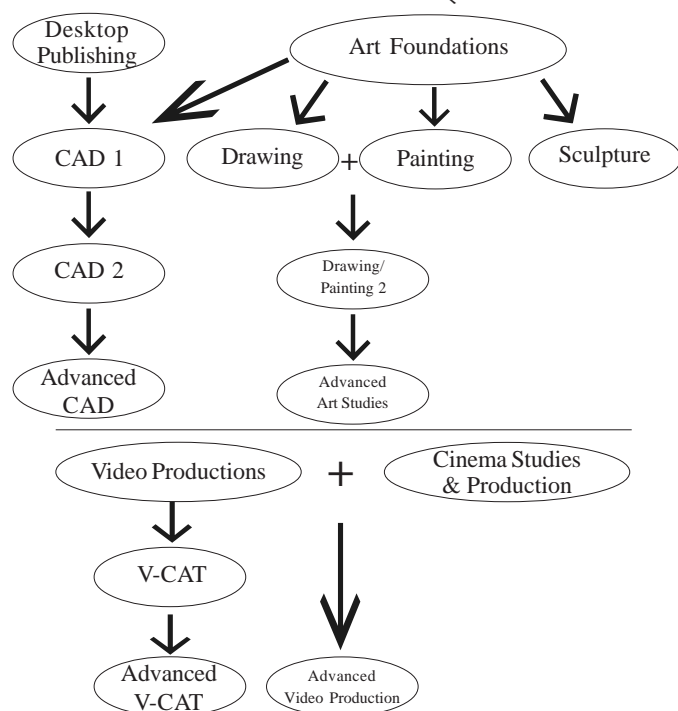 Desktop
Publishing
Art Foundations
CAD 1
Drawing
+
Painting
Sculpture
CAD 2
Drawing/
Painting 2
Advanced
CAD
Advanced
Art Studies
Video Productions
+
Cinema Studies
& Production
V-CAT
Advanced
V-CAT
Advanced
Video Production